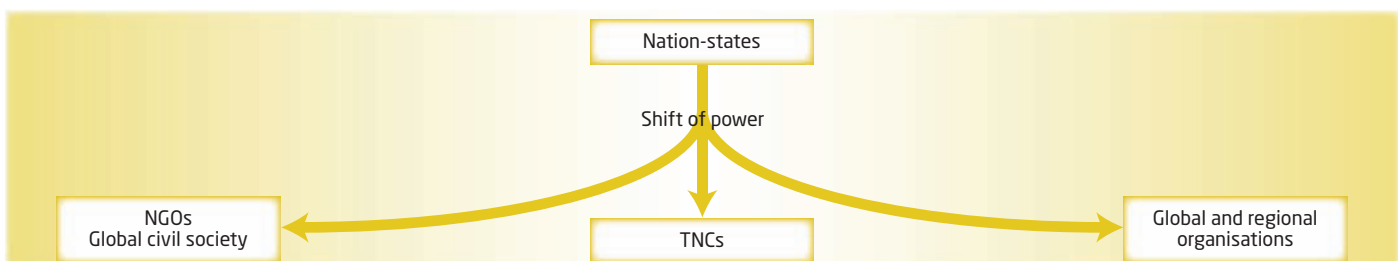 Nation-states
Shift of power
NGOs
Global civil society
TNCs
Global and regional
organisations